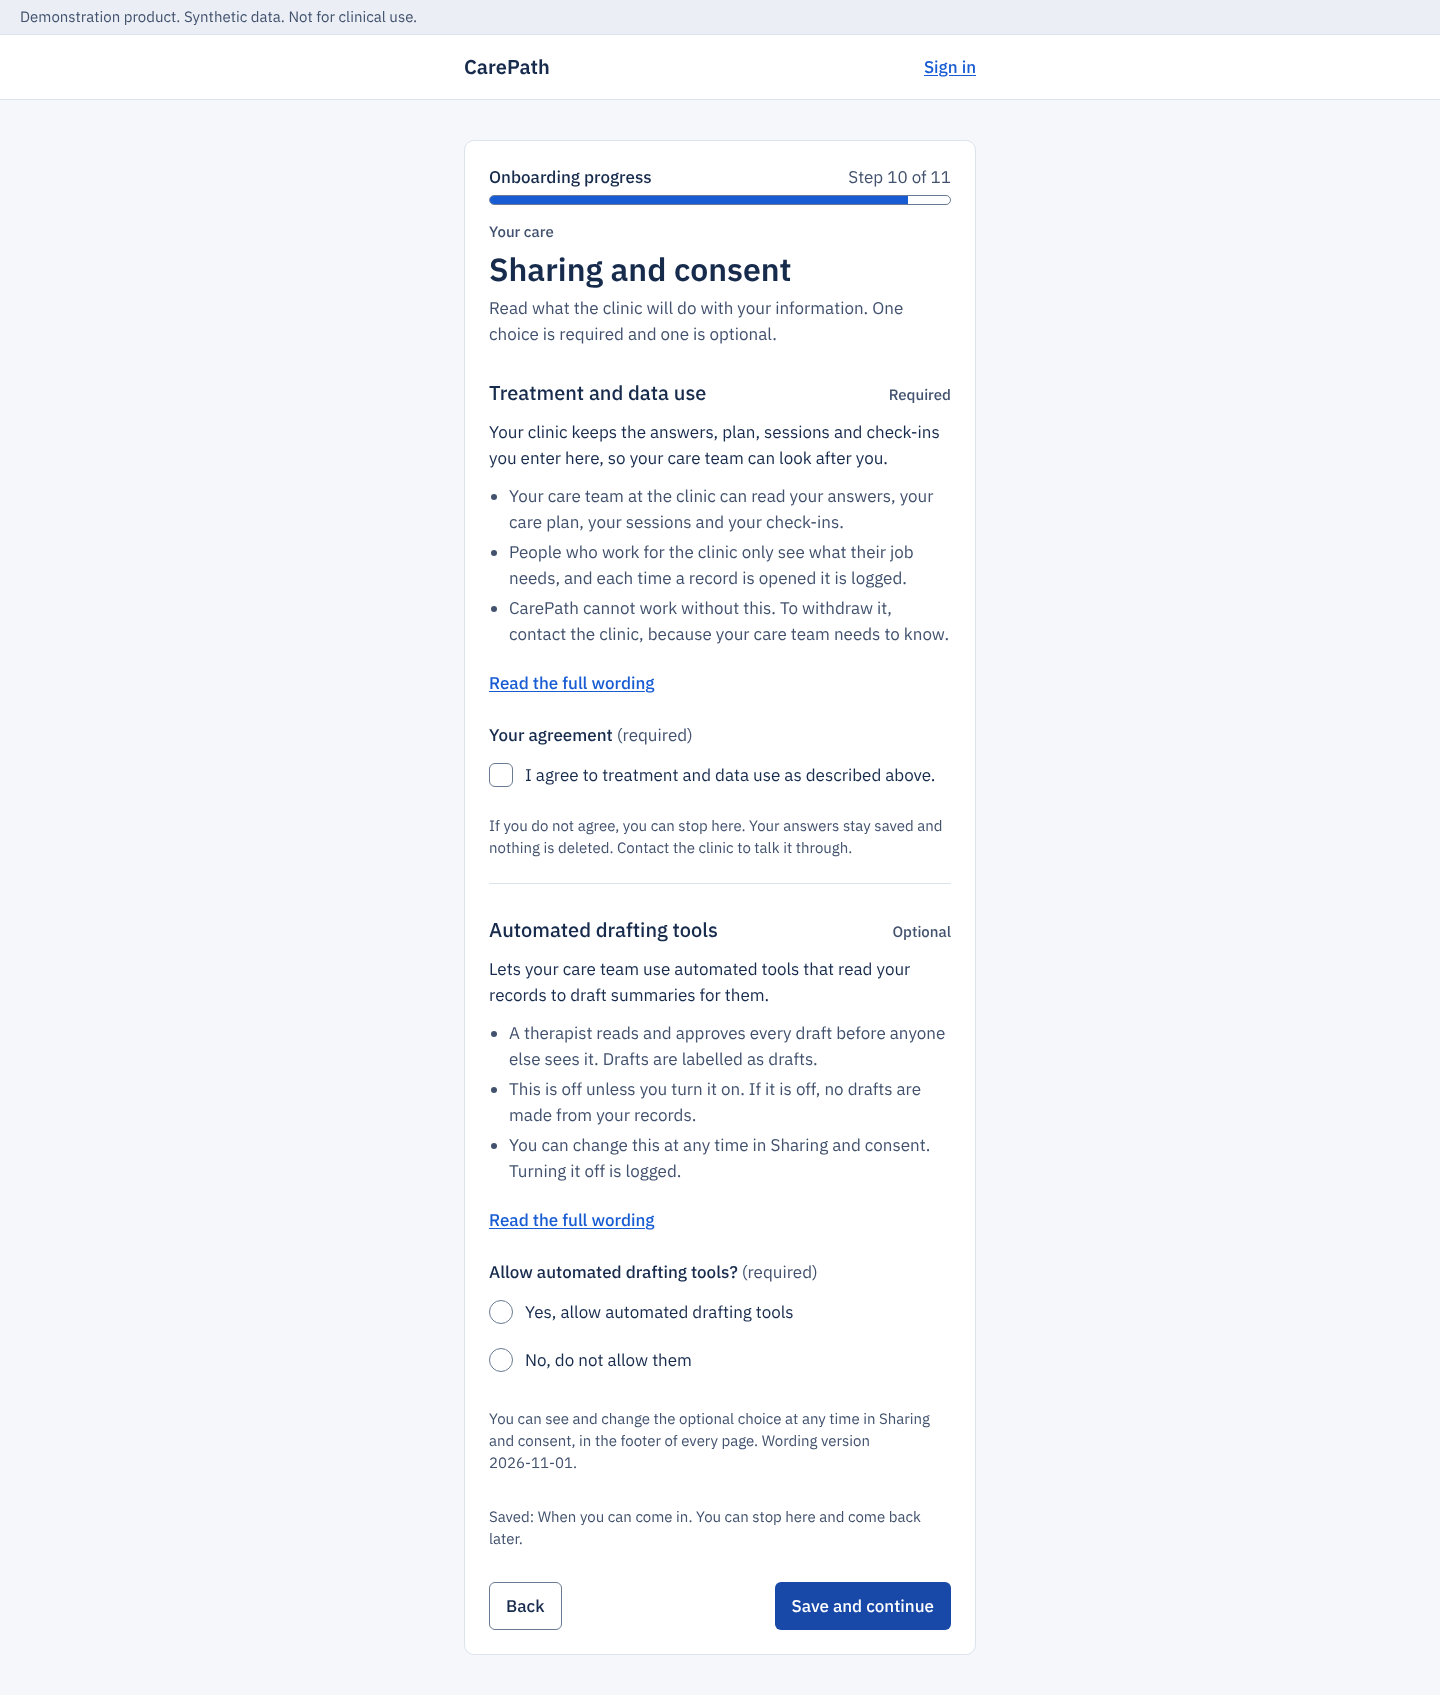 Demonstration product. Synthetic data. Not for clinical use.
CarePath
Sign in
Onboarding progress
Step 10 of 11
Your care
Sharing and consent
Read what the clinic will do with your information. One
choice is required and one is optional.
Treatment and data use
Required
Your clinic keeps the answers, plan, sessions and check-ins
you enter here, so your care team can look after you.
• Your care team at the clinic can read your answers, your
care plan, your sessions and your check-ins.
• People who work for the clinic only see what their job
needs, and each time a record is opened it is logged.
• CarePath cannot work without this. To withdraw it,
contact the clinic, because your care team needs to know.
Read the full wording
Your agreement (required)
I agree to treatment and data use as described above.
If you do not agree, you can stop here. Your answers stay saved and
nothing is deleted. Contact the clinic to talk it through.
Automated drafting tools
Optional
Lets your care team use automated tools that read your
records to draft summaries for them.
• A therapist reads and approves every draft before anyone
else sees it. Drafts are labelled as drafts.
• This is off unless you turn it on. If it is off, no drafts are
made from your records.
• You can change this at any time in Sharing and consent.
Turning it off is logged.
Read the full wording
Allow automated drafting tools? (required)
Yes, allow automated drafting tools
No, do not allow them
You can see and change the optional choice at any time in Sharing
and consent, in the footer of every page. Wording version
2026-11-01.
Saved: When you can come in. You can stop here and come back
later.
Back
Save and continue